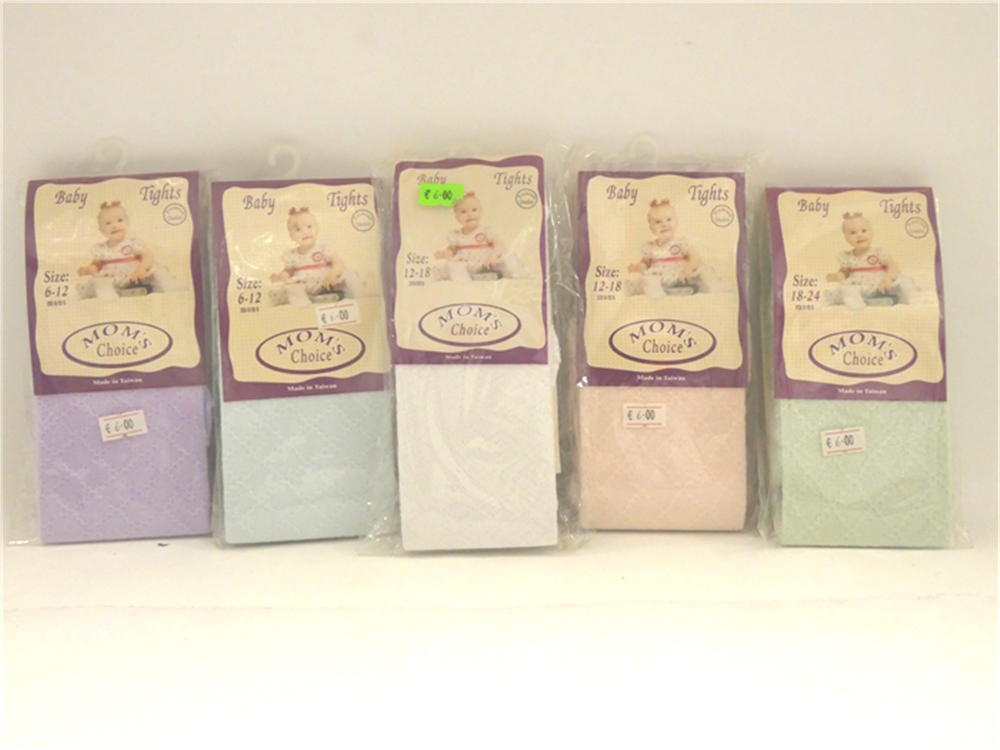 Baby Tights
Size:
6-12
MOM'S
Choice
Made in Taiwan
€ 6.00
Baby Tights
Size:
6-12
€ 6.00
MOM'S
Choice
Made in Taiwan
Baby Tights
€ 6.00
Size:
12-18
MOM'S
Choice
Made in Taiwan
Baby Tights
Size:
12-18
MOM'S
Choice
Made in Taiwan
€ 6.00
Baby Tights
Size:
18-24
MOM'S
Choice
Made in Taiwan
€ 6.00